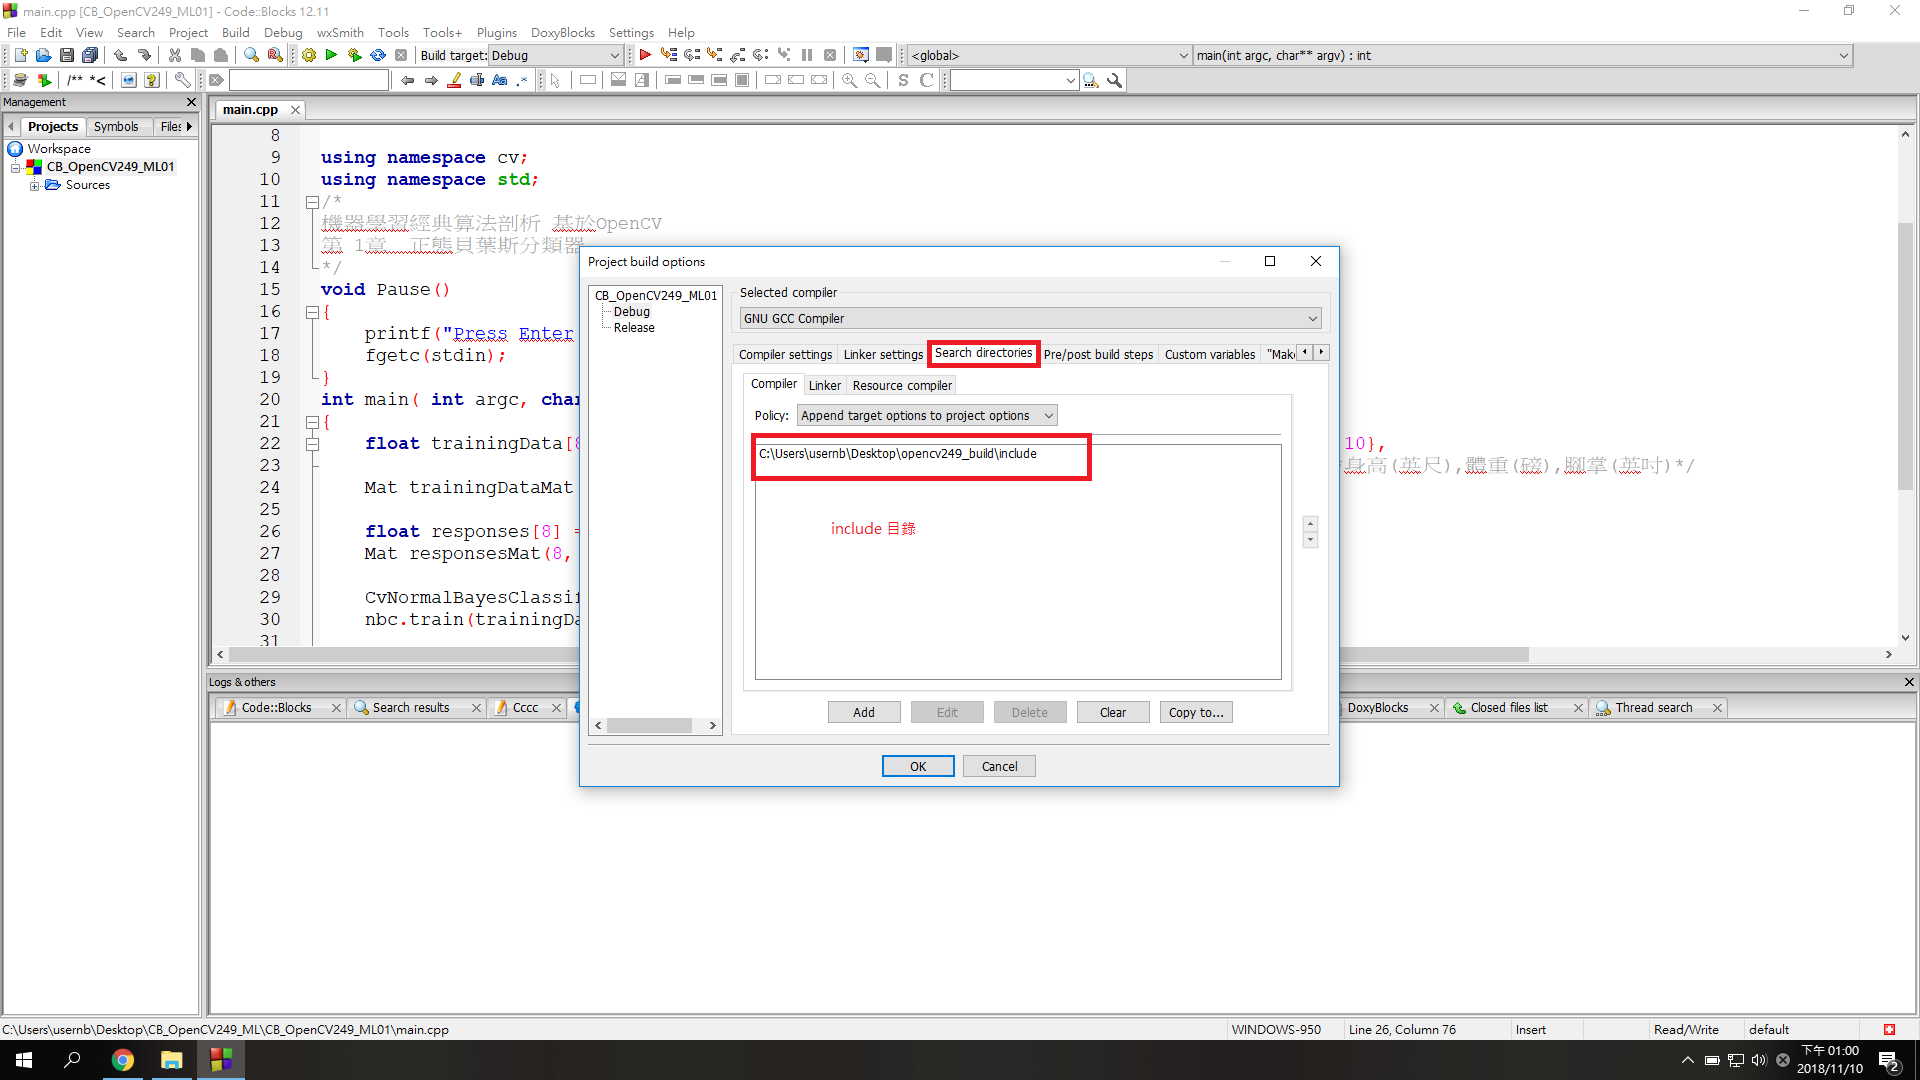 main.cpp [CB_OpenCV249_ML01] - Code::Blocks 12.11
File Edit View Search Project Build Debug wxSmith Tools Tools+ Plugins DoxyBlocks Settings Help
Build target: Debug <global> main(int argc, char** argv) : int
/** *<
S C
Management
main.cpp
Projects Symbols Files
Workspace
CB_OpenCV249_ML01
Sources
8
9 using namespace cv;
10 using namespace std;
11 /*
12 機器學習經典算法剖析 基於OpenCV
13 第 1章 正態貝葉斯分類器
14 */
15 void Pause()
16 {
17 printf("Press Enter
18 fgetc(stdin);
19 }
20 int main( int argc, char
21 {
22 float trainingData[8 10},
23 身高(英尺),體重(磅),腳掌(英吋)*/
24 Mat trainingDataMat
25
26 float responses[8] =
27 Mat responsesMat(8,
28
29 CvNormalBayesClassif
30 nbc.train(trainingDa
31
Project build options
CB_OpenCV249_ML01
Debug
Release
Selected compiler
GNU GCC Compiler
Compiler settings Linker settings Search directories Pre/post build steps Custom variables "Make
Compiler Linker Resource compiler
Policy: Append target options to project options
C:\Users\usernb\Desktop\opencv249_build\include
include 目錄
Add Edit Delete Clear Copy to...
OK Cancel
Logs & others
Code::Blocks Search results Cccc DoxyBlocks Closed files list Thread search
C:\Users\usernb\Desktop\CB_OpenCV249_ML\CB_OpenCV249_ML01\main.cpp WINDOWS-950 Line 26, Column 76 Insert Read/Write default
下午 01:00
2018/11/10
2